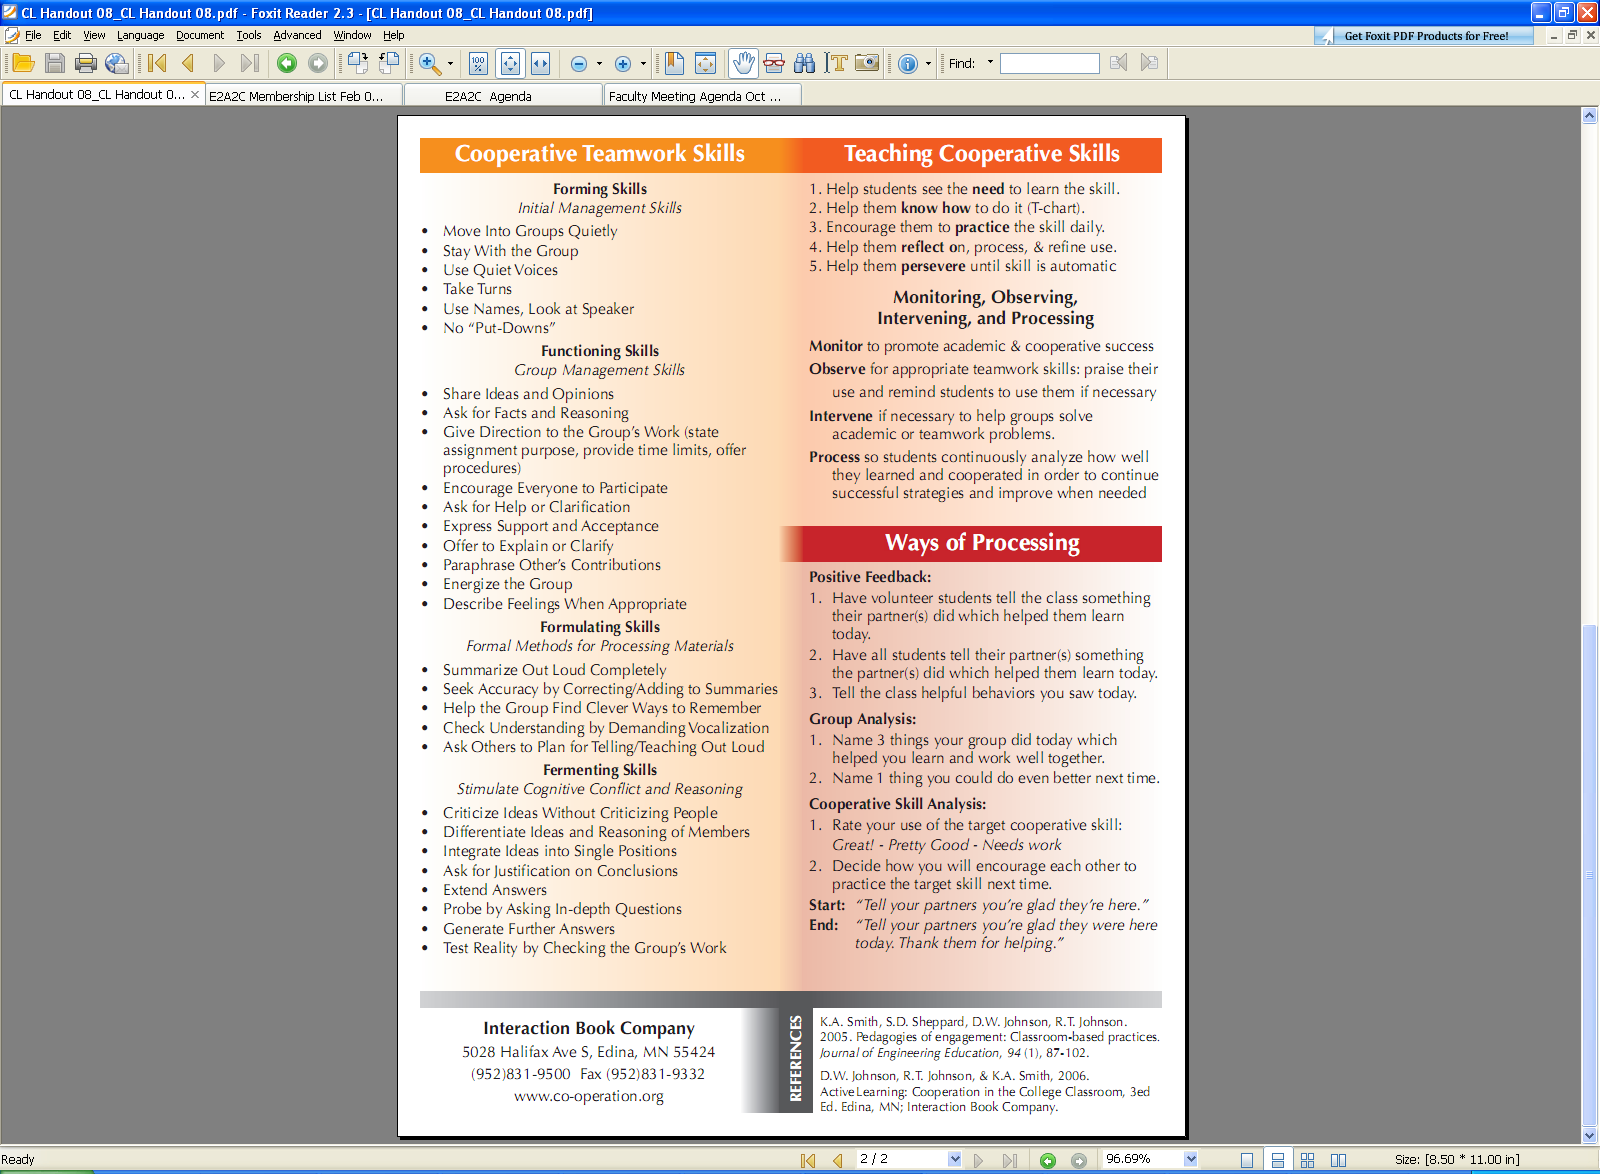 CL Handout 08_CL Handout 08.pdf - Foxit Reader 2.3 - [CL Handout 08_CL Handout 08.pdf]
File Edit View Language Document Tools Advanced Window Help
Get Foxit PDF Products for Free!
100 %
Find:
CL Handout 08_CL Handout 0...
E2A2C Membership List Feb 0...
E2A2C Agenda
Faculty Meeting Agenda Oct ...
Cooperative Teamwork Skills
Forming Skills
Initial Management Skills
• Move Into Groups Quietly
• Stay With the Group
• Use Quiet Voices
• Take Turns
• Use Names, Look at Speaker
• No “Put-Downs”
Functioning Skills
Group Management Skills
• Share Ideas and Opinions
• Ask for Facts and Reasoning
• Give Direction to the Group’s Work (state
assignment purpose, provide time limits, offer
procedures)
• Encourage Everyone to Participate
• Ask for Help or Clarification
• Express Support and Acceptance
• Offer to Explain or Clarify
• Paraphrase Other’s Contributions
• Energize the Group
• Describe Feelings When Appropriate
Formulating Skills
Formal Methods for Processing Materials
• Summarize Out Loud Completely
• Seek Accuracy by Correcting/Adding to Summaries
• Help the Group Find Clever Ways to Remember
• Check Understanding by Demanding Vocalization
• Ask Others to Plan for Telling/Teaching Out Loud
Fermenting Skills
Stimulate Cognitive Conflict and Reasoning
• Criticize Ideas Without Criticizing People
• Differentiate Ideas and Reasoning of Members
• Integrate Ideas into Single Positions
• Ask for Justification on Conclusions
• Extend Answers
• Probe by Asking In-depth Questions
• Generate Further Answers
• Test Reality by Checking the Group’s Work
Teaching Cooperative Skills
1. Help students see the need to learn the skill.
2. Help them know how to do it (T-chart).
3. Encourage them to practice the skill daily.
4. Help them reflect on, process, & refine use.
5. Help them persevere until skill is automatic
Monitoring, Observing,
Intervening, and Processing
Monitor to promote academic & cooperative success
Observe for appropriate teamwork skills: praise their
use and remind students to use them if necessary
Intervene if necessary to help groups solve
academic or teamwork problems.
Process so students continuously analyze how well
they learned and cooperated in order to continue
successful strategies and improve when needed
Ways of Processing
Positive Feedback:
1. Have volunteer students tell the class something
their partner(s) did which helped them learn
today.
2. Have all students tell their partner(s) something
the partner(s) did which helped them learn today.
3. Tell the class helpful behaviors you saw today.
Group Analysis:
1. Name 3 things your group did today which
helped you learn and work well together.
2. Name 1 thing you could do even better next time.
Cooperative Skill Analysis:
1. Rate your use of the target cooperative skill:
Great! - Pretty Good - Needs work
2. Decide how you will encourage each other to
practice the target skill next time.
Start: “Tell your partners you’re glad they’re here.”
End: “Tell your partners you’re glad they were here
today. Thank them for helping.”
Interaction Book Company
5028 Halifax Ave S, Edina, MN 55424
(952)831-9500 Fax (952)831-9332
www.co-operation.org
REFERENCES
K.A. Smith, S.D. Sheppard, D.W. Johnson, R.T. Johnson.
2005. Pedagogies of engagement: Classroom-based practices.
Journal of Engineering Education, 94 (1), 87-102.
D.W. Johnson, R.T. Johnson, & K.A. Smith, 2006.
Active Learning: Cooperation in the College Classroom, 3ed
Ed. Edina, MN; Interaction Book Company.
Ready
2 / 2
96.69%
Size: [8.50 * 11.00 in]